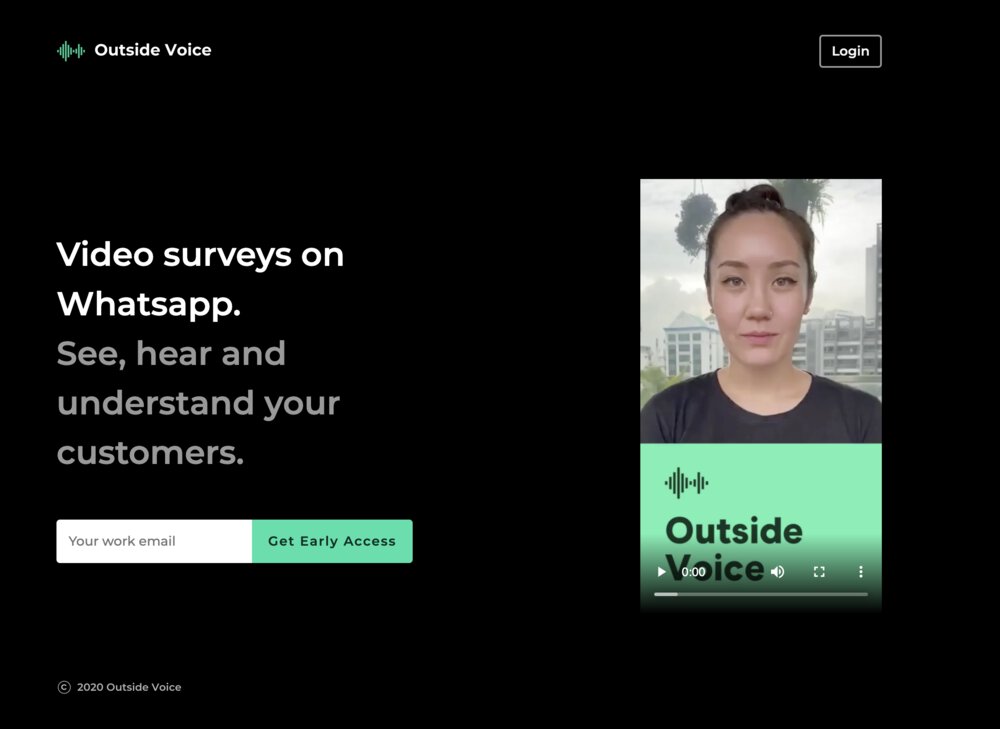 Outside Voice
Login
Video surveys on
Whatsapp.
See, hear and
understand your
customers.
Your work email
Get Early Access
Outside
Voice
0:00
© 2020 Outside Voice